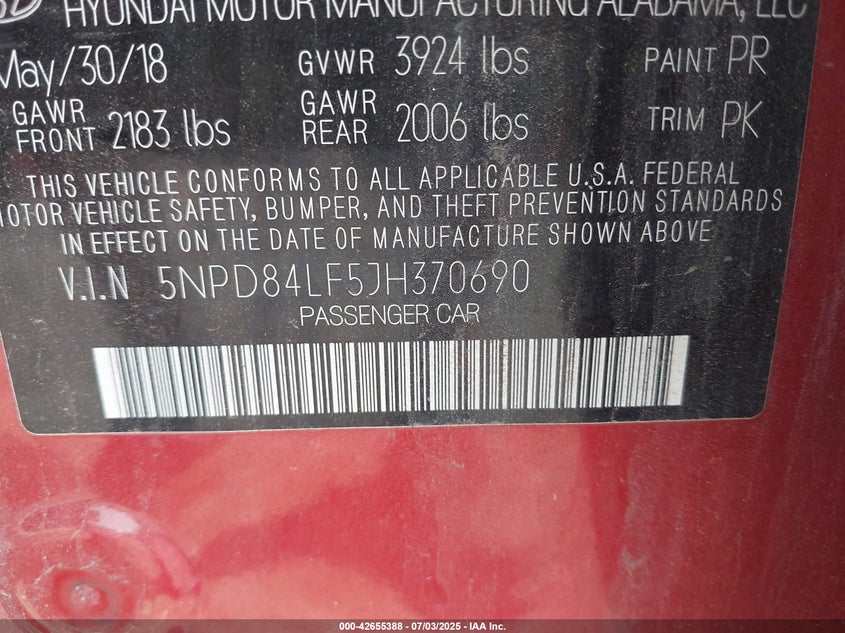 HYUNDAI MOTOR MANUFACTURING ALABAMA, LLC
May/30/18 GVWR 3924 lbs PAINT PR
GAWR FRONT 2183 lbs GAWR REAR 2006 lbs TRIM PK
THIS VEHICLE CONFORMS TO ALL APPLICABLE U.S.A. FEDERAL
MOTOR VEHICLE SAFETY, BUMPER, AND THEFT PREVENTION STANDARDS
IN EFFECT ON THE DATE OF MANUFACTURE SHOWN ABOVE
V.I.N 5NPD84LF5JH370690
PASSENGER CAR
000-42655388 - 07/03/2025 - IAA Inc.